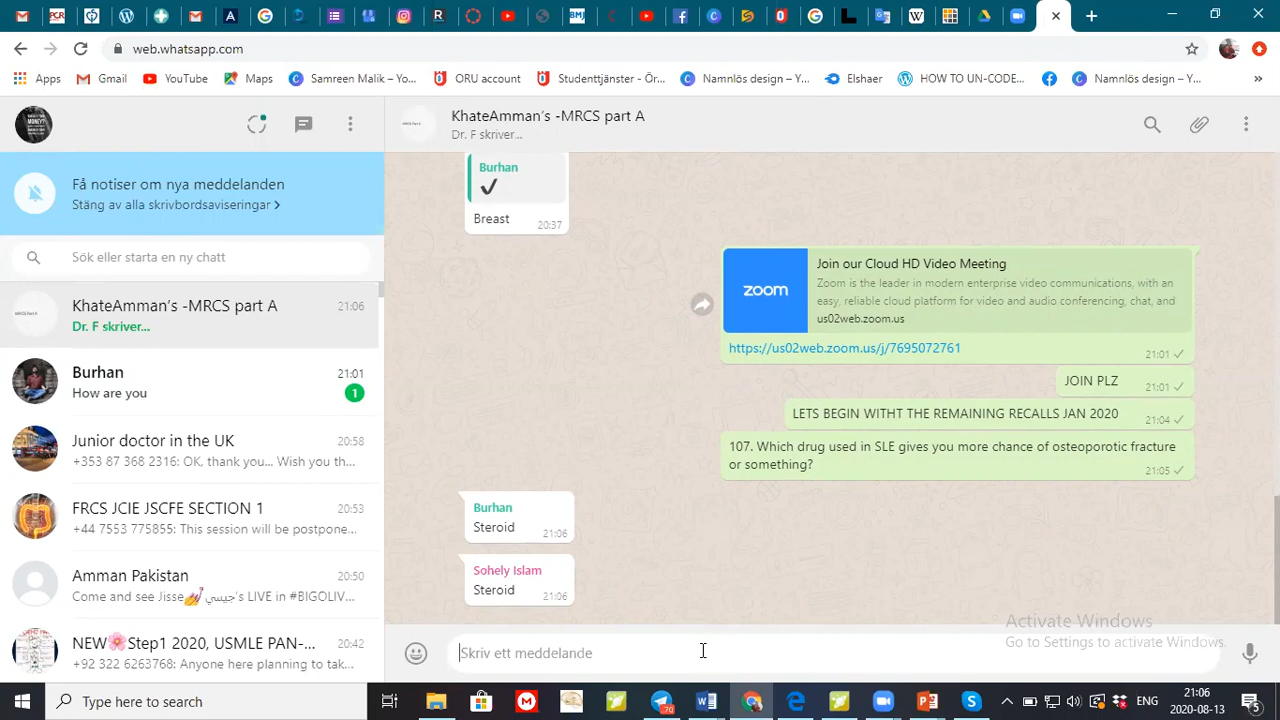 web.whatsapp.com
Apps
Gmail
YouTube
Maps
Samreen Malik – Yo...
ORU account
Studenttjänster - Ör...
Namnlös design – Y...
Elshaer
HOW TO UN-CODE...
Namnlös design – Y...
»
KhateAmman's -MRCS part A
Dr. F skriver...
Få notiser om nya meddelanden
Stäng av alla skrivbordsaviseringar >
Sök eller starta en ny chatt
KhateAmman's -MRCS part A 21:06
Dr. F skriver...
Burhan 21:01
How are you 1
Junior doctor in the UK 20:58
+353 87 368 2316: OK, thank you... Wish you th...
FRCS JCIE JSCFE SECTION 1 20:53
+44 7553 775855: This session will be postpone...
Amman Pakistan 20:50
Come and see Jisse💅جيسي's LIVE in #BIGOLIV...
NEW🌸Step1 2020, USMLE PAN-... 20:42
+92 322 6263768: Anyone here planning to tak...
Burhan
✔
Breast 20:37
zoom
Join our Cloud HD Video Meeting
Zoom is the leader in modern enterprise video communications, with an
easy, reliable cloud platform for video and audio conferencing, chat, and
us02web.zoom.us
https://us02web.zoom.us/j/7695072761
21:01
JOIN PLZ 21:01
LETS BEGIN WITHT THE REMAINING RECALLS JAN 2020 21:04
107. Which drug used in SLE gives you more chance of osteoporotic fracture
or something? 21:05
Burhan
Steroid 21:06
Sohely Islam
Steroid 21:06
Skriv ett meddelande
Activate Windows
Go to Settings to activate Windows.
Type here to search
70
ENG
21:06
2020-08-13
5